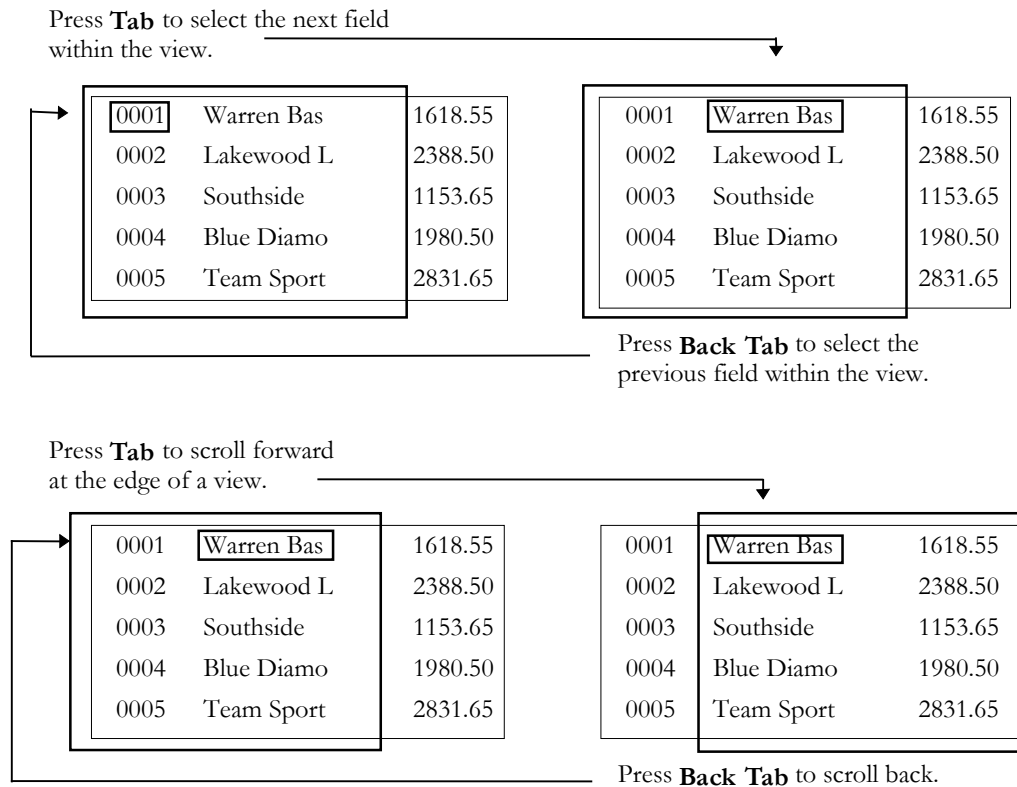 Press Tab to select the next field
within the view.
0001 Warren Bas 1618.55
0002 Lakewood L 2388.50
0003 Southside 1153.65
0004 Blue Diamo 1980.50
0005 Team Sport 2831.65
0001 Warren Bas 1618.55
0002 Lakewood L 2388.50
0003 Southside 1153.65
0004 Blue Diamo 1980.50
0005 Team Sport 2831.65
Press Back Tab to select the
previous field within the view.
Press Tab to scroll forward
at the edge of a view.
0001 Warren Bas 1618.55
0002 Lakewood L 2388.50
0003 Southside 1153.65
0004 Blue Diamo 1980.50
0005 Team Sport 2831.65
0001 Warren Bas 1618.55
0002 Lakewood L 2388.50
0003 Southside 1153.65
0004 Blue Diamo 1980.50
0005 Team Sport 2831.65
Press Back Tab to scroll back.